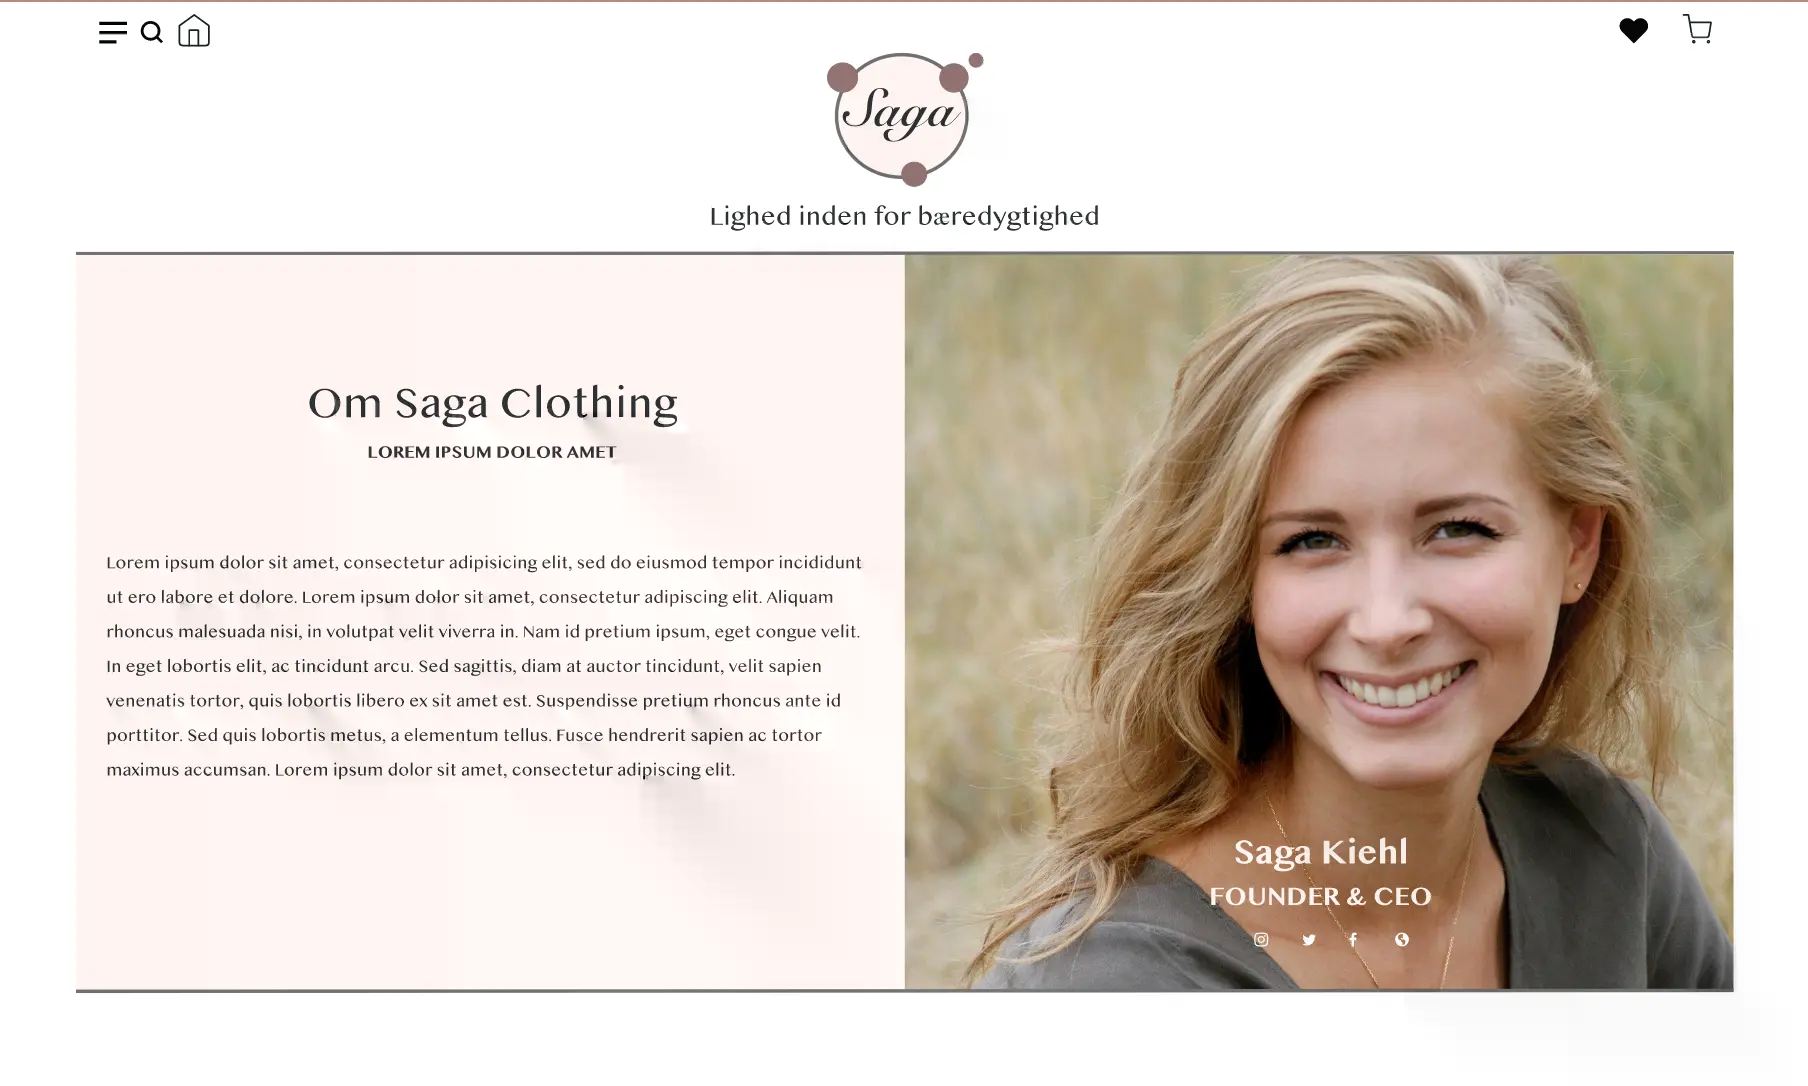 Saga
Lighed inden for bæredygtighed
Om Saga Clothing
LOREM IPSUM DOLOR AMET
Lorem ipsum dolor sit amet, consectetur adipisicing elit, sed do eiusmod tempor incididunt
ut ero labore et dolore. Lorem ipsum dolor sit amet, consectetur adipiscing elit. Aliquam
rhoncus malesuada nisi, in volutpat velit viverra in. Nam id pretium ipsum, eget congue velit.
In eget lobortis elit, ac tincidunt arcu. Sed sagittis, diam at auctor tincidunt, velit sapien
venenatis tortor, quis lobortis libero ex sit amet est. Suspendisse pretium rhoncus ante id
porttitor. Sed quis lobortis metus, a elementum tellus. Fusce hendrerit sapien ac tortor
maximus accumsan. Lorem ipsum dolor sit amet, consectetur adipiscing elit.
Saga Kiehl
FOUNDER & CEO